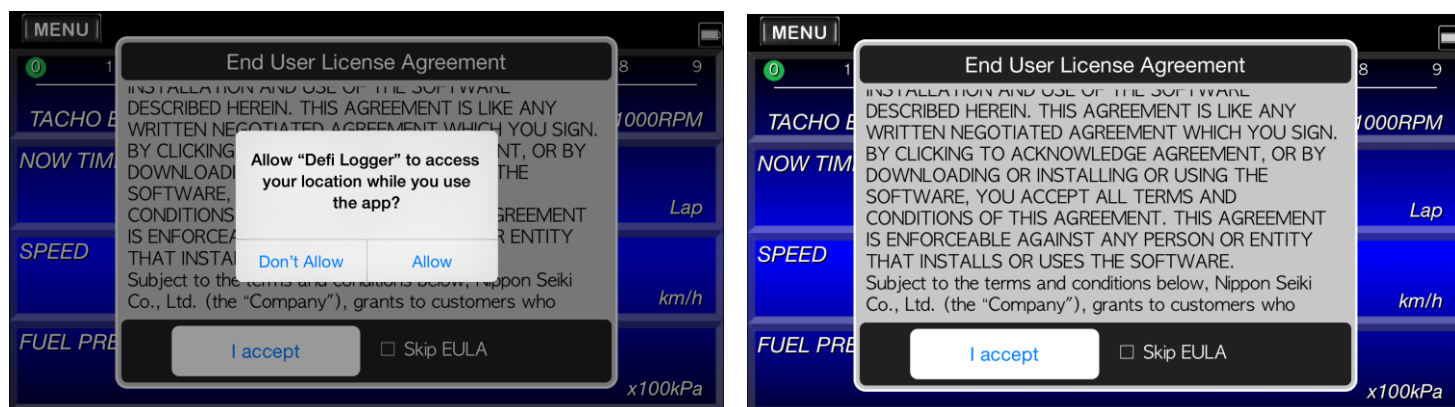 MENU
End User License Agreement
0 1 8 9
INSTALLATION AND USE OF THE SOFTWARE
DESCRIBED HEREIN. THIS AGREEMENT IS LIKE ANY
TACHO 1000RPM
WRITTEN NEGOTIATED AGREEMENT WHICH YOU SIGN.
BY CLICKING NT, OR BY
NOW TIM
DOWNLOADI THE
SOFTWARE,
CONDITIONS GREEMENT
Lap
IS ENFORCEA R ENTITY
SPEED
THAT INSTA
Allow “Defi Logger” to access
your location while you use
the app?
Don't Allow Allow
Subject to the terms and conditions below, Nippon Seiki
Co., Ltd. (the “Company”), grants to customers who
km/h
FUEL PRE
I accept
☐ Skip EULA
x100kPa
MENU
End User License Agreement
0 1 8 9
INSTALLATION AND USE OF THE SOFTWARE
DESCRIBED HEREIN. THIS AGREEMENT IS LIKE ANY
TACHO 1000RPM
WRITTEN NEGOTIATED AGREEMENT WHICH YOU SIGN.
BY CLICKING TO ACKNOWLEDGE AGREEMENT, OR BY
NOW TIM
DOWNLOADING OR INSTALLING OR USING THE
SOFTWARE, YOU ACCEPT ALL TERMS AND
CONDITIONS OF THIS AGREEMENT. THIS AGREEMENT
Lap
IS ENFORCEABLE AGAINST ANY PERSON OR ENTITY
SPEED
THAT INSTALLS OR USES THE SOFTWARE.
Subject to the terms and conditions below, Nippon Seiki
Co., Ltd. (the “Company”), grants to customers who
km/h
FUEL PRE
I accept
☐ Skip EULA
x100kPa